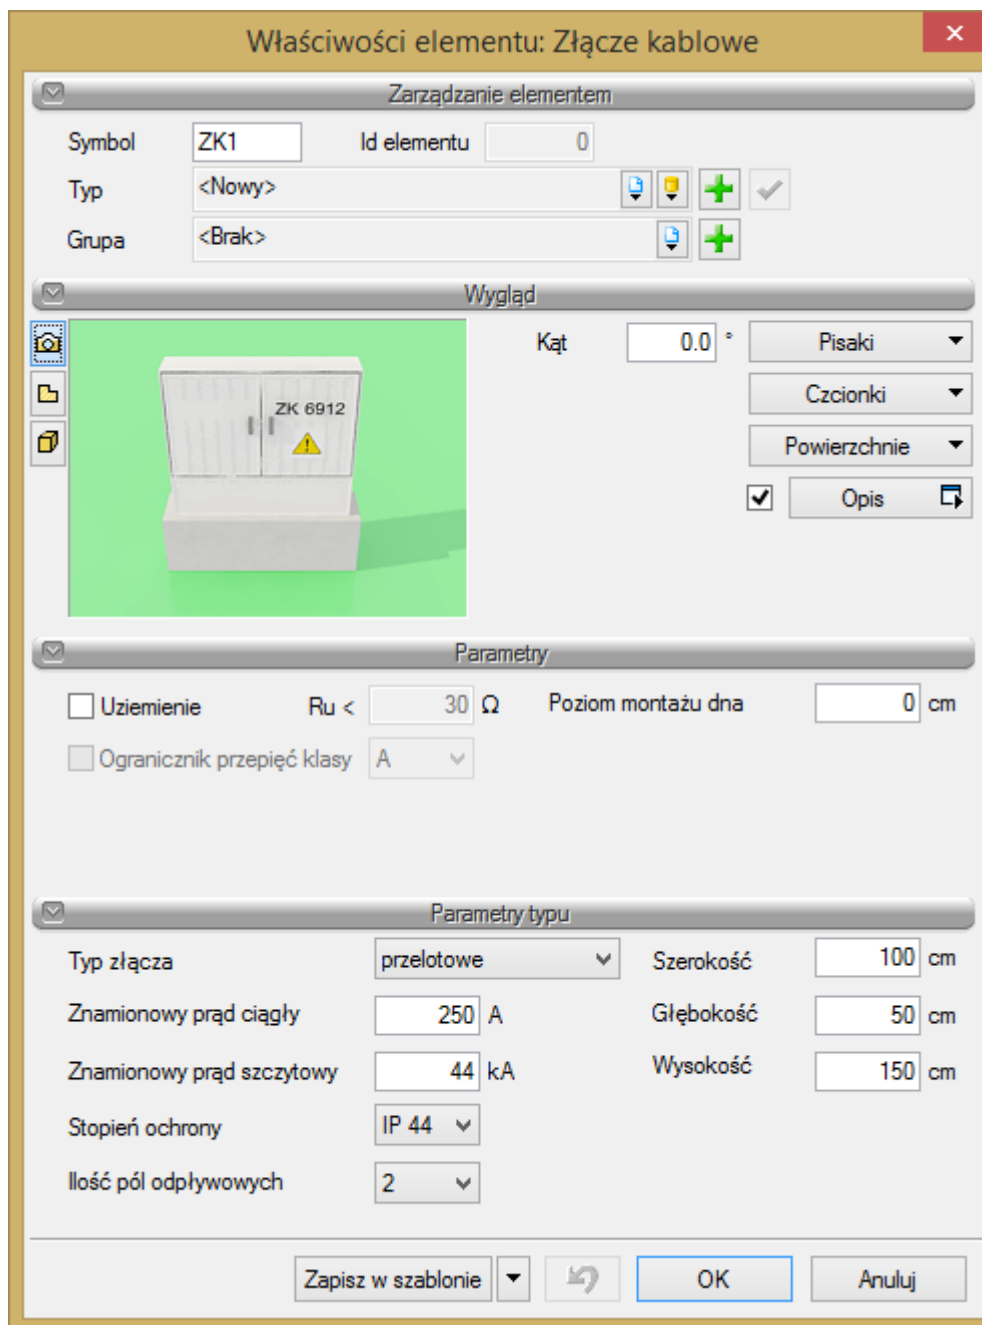 Właściwości elementu: Złącze kablowe
Zarządzanie elementem
Symbol ZK1 Id elementu 0
Typ <Nowy>
Grupa <Brak>
Wygląd
Kąt 0.0 ° Pisaki
ZK 6912
Czcionki
Powierzchnie
Opis
Parametry
Uziemienie Ru < 30 Ω Poziom montażu dna 0 cm
Ogranicznik przepięć klasy A
Parametry typu
Typ złącza przelotowe Szerokość 100 cm
Znamionowy prąd ciągły 250 A Głębokość 50 cm
Znamionowy prąd szczytowy 44 kA Wysokość 150 cm
Stopień ochrony IP 44
Ilość pól odpływowych 2
Zapisz w szablonie OK Anuluj